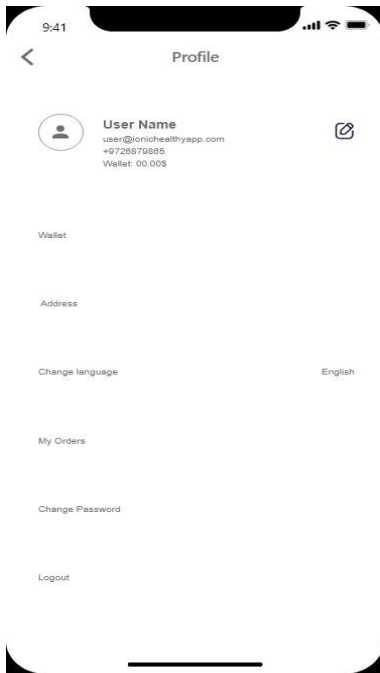 9:41
Profile
User Name
user@ionichealthyapp.com
+9726879865
Wallet: 00.00$
Wallet
Address
Change language English
My Orders
Change Password
Logout